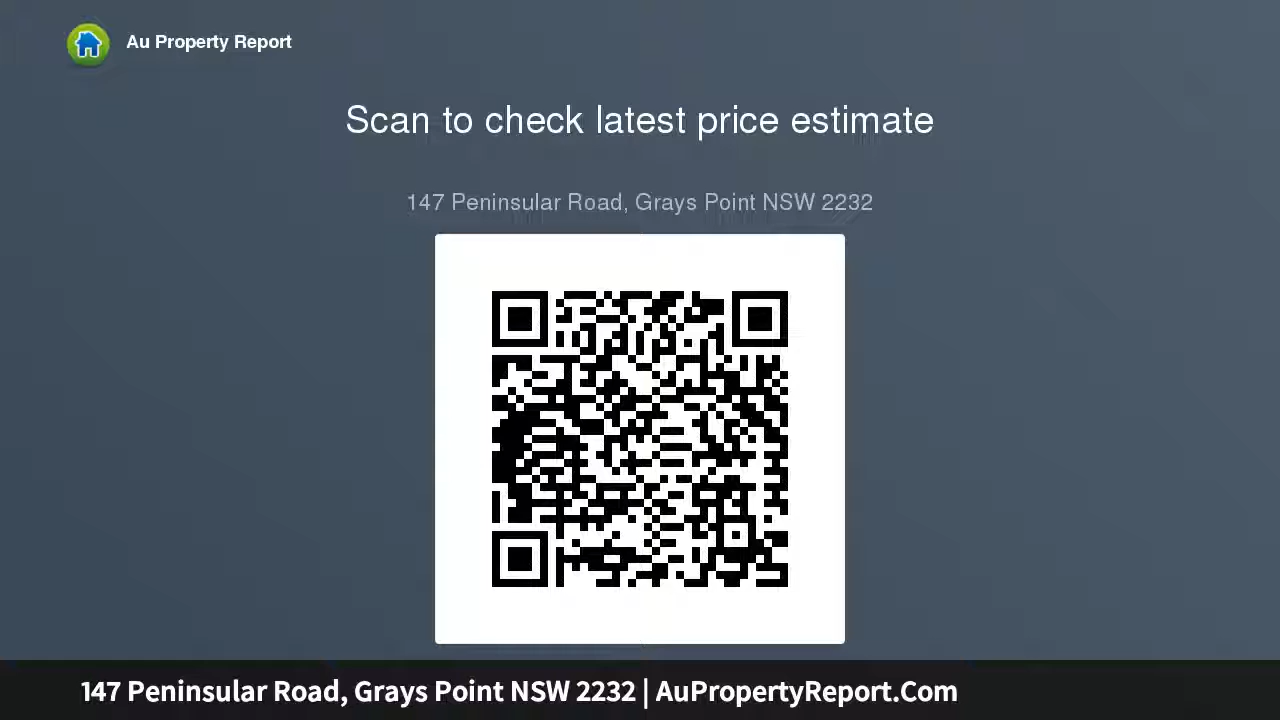 Au Property Report
Scan to check latest price estimate
147 Peninsular Road, Grays Point NSW 2232
147 Peninsular Road, Grays Point NSW 2232 | AuPropertyReport.Com